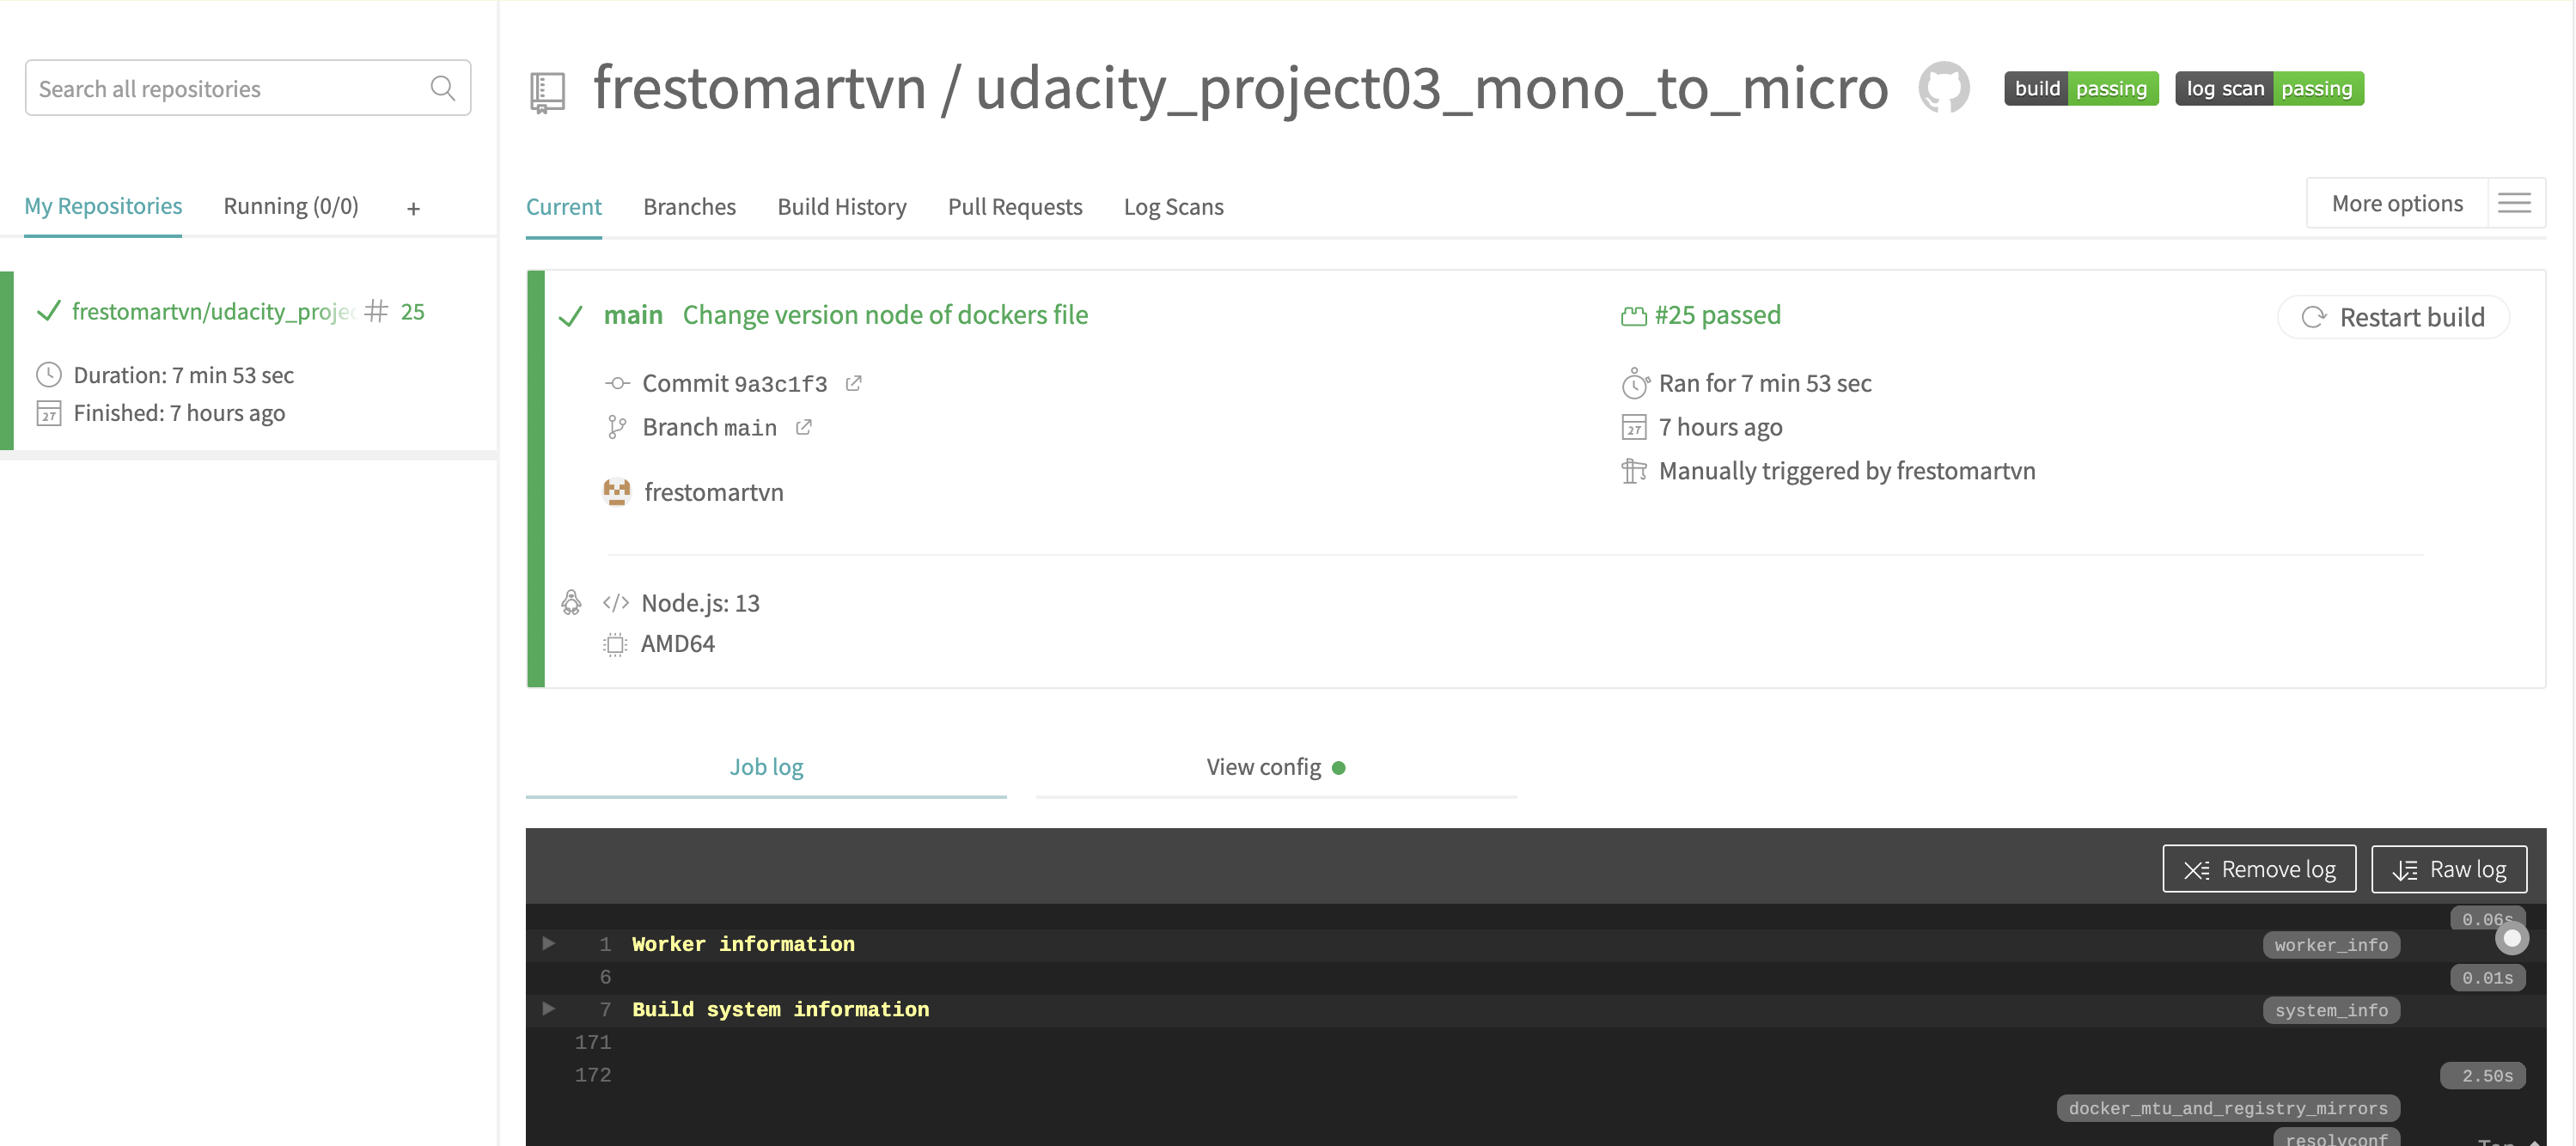 Search all repositories
My Repositories
Running (0/0)
+
frestomartvn/udacity_projec
25
Duration: 7 min 53 sec
27
Finished: 7 hours ago
frestomartvn / udacity_project03_mono_to_micro
build passing
log scan passing
Current
Branches
Build History
Pull Requests
Log Scans
More options
main Change version node of dockers file
Commit 9a3c1f3
Branch main
frestomartvn
#25 passed
Ran for 7 min 53 sec
27
7 hours ago
Manually triggered by frestomartvn
Restart build
</> Node.js: 13
AMD64
Job log
View config
Remove log
Raw log
0.06s
1 Worker information
worker_info
6
0.01s
7 Build system information
system_info
171
172
2.50s
docker_mtu_and_registry_mirrors
resolvconf
Top